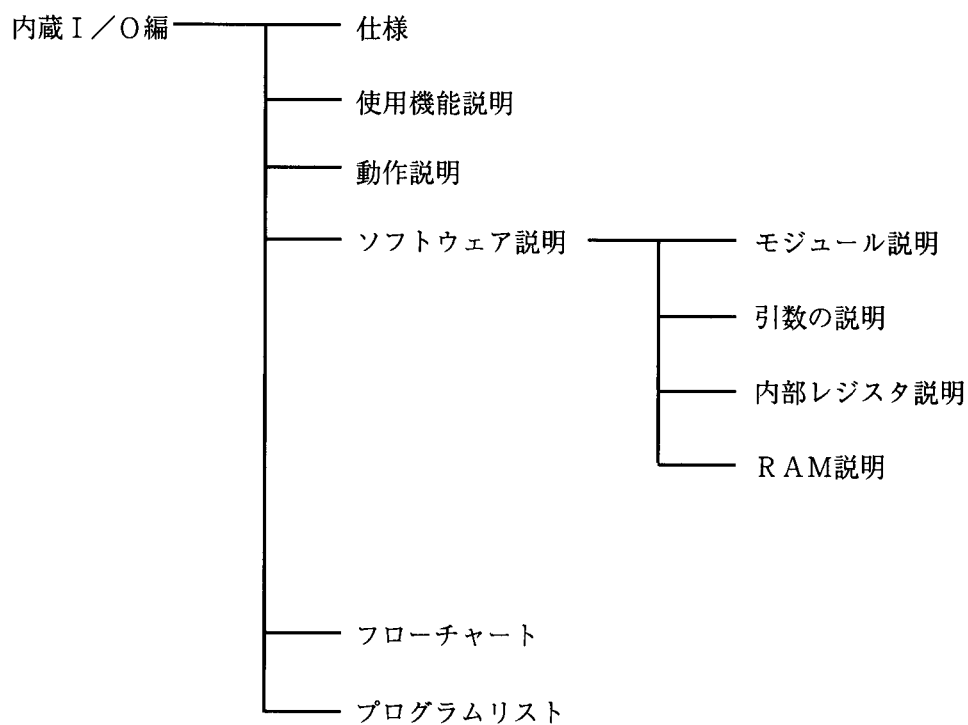 内蔵Ｉ／Ｏ編
仕様
使用機能説明
動作説明
ソフトウェア説明
モジュール説明
引数の説明
内部レジスタ説明
ＲＡＭ説明
フローチャート
プログラムリスト